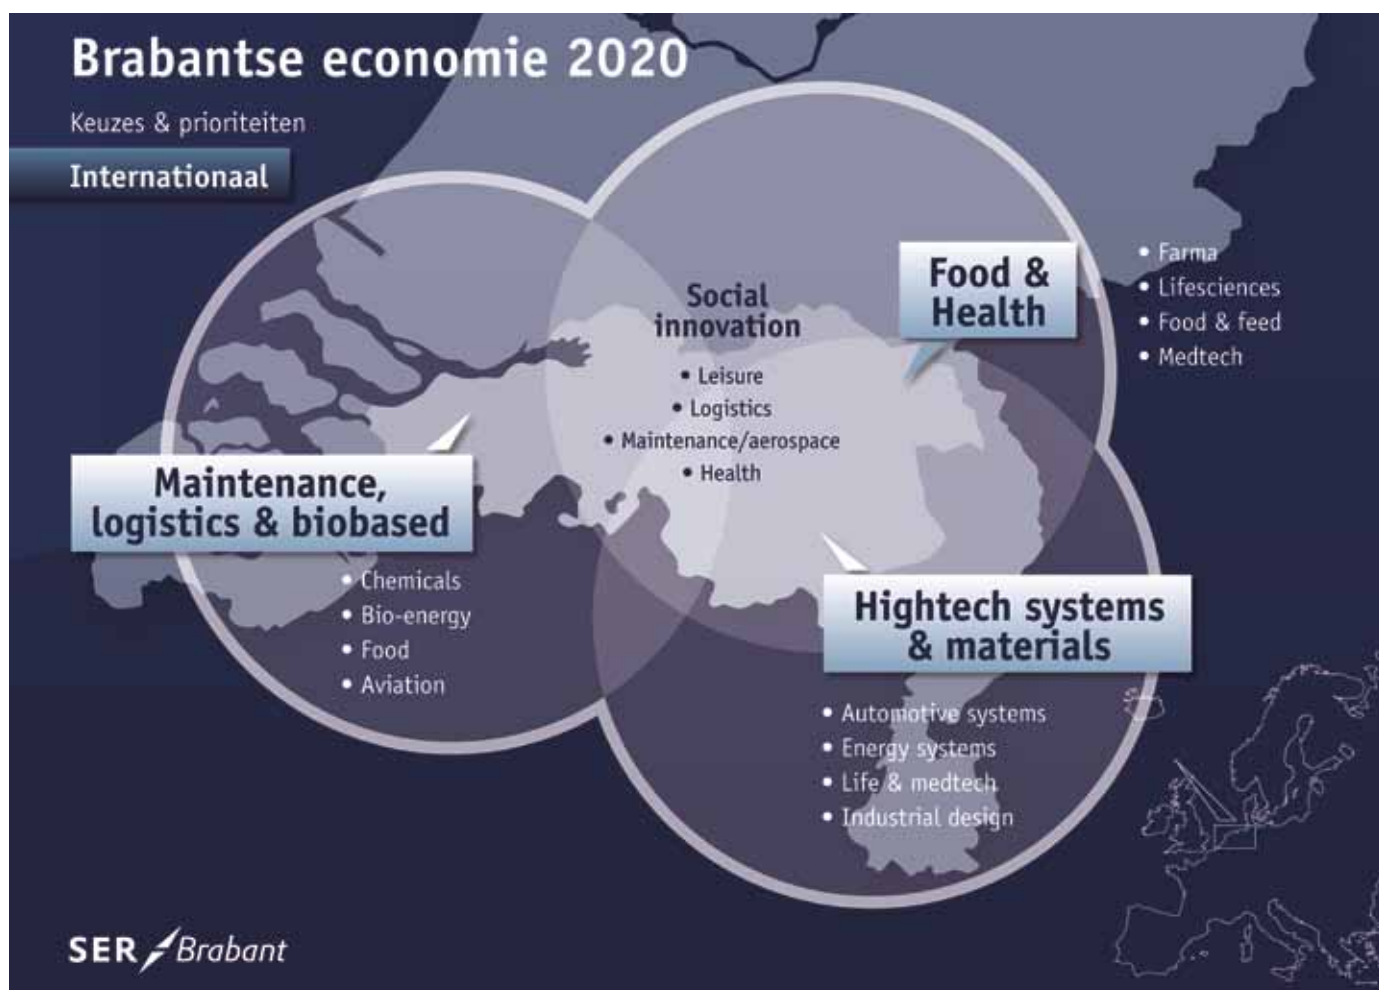 Brabantse economie 2020
Keuzes & prioriteiten
Internationaal
Social
innovation
• Leisure
• Logistics
• Maintenance/aerospace
• Health
Food &
Health
• Farma
• Lifesciences
• Food & feed
• Medtech
Maintenance,
logistics & biobased
• Chemicals
• Bio-energy
• Food
• Aviation
Hightech systems
& materials
• Automotive systems
• Energy systems
• Life & medtech
• Industrial design
SER Brabant